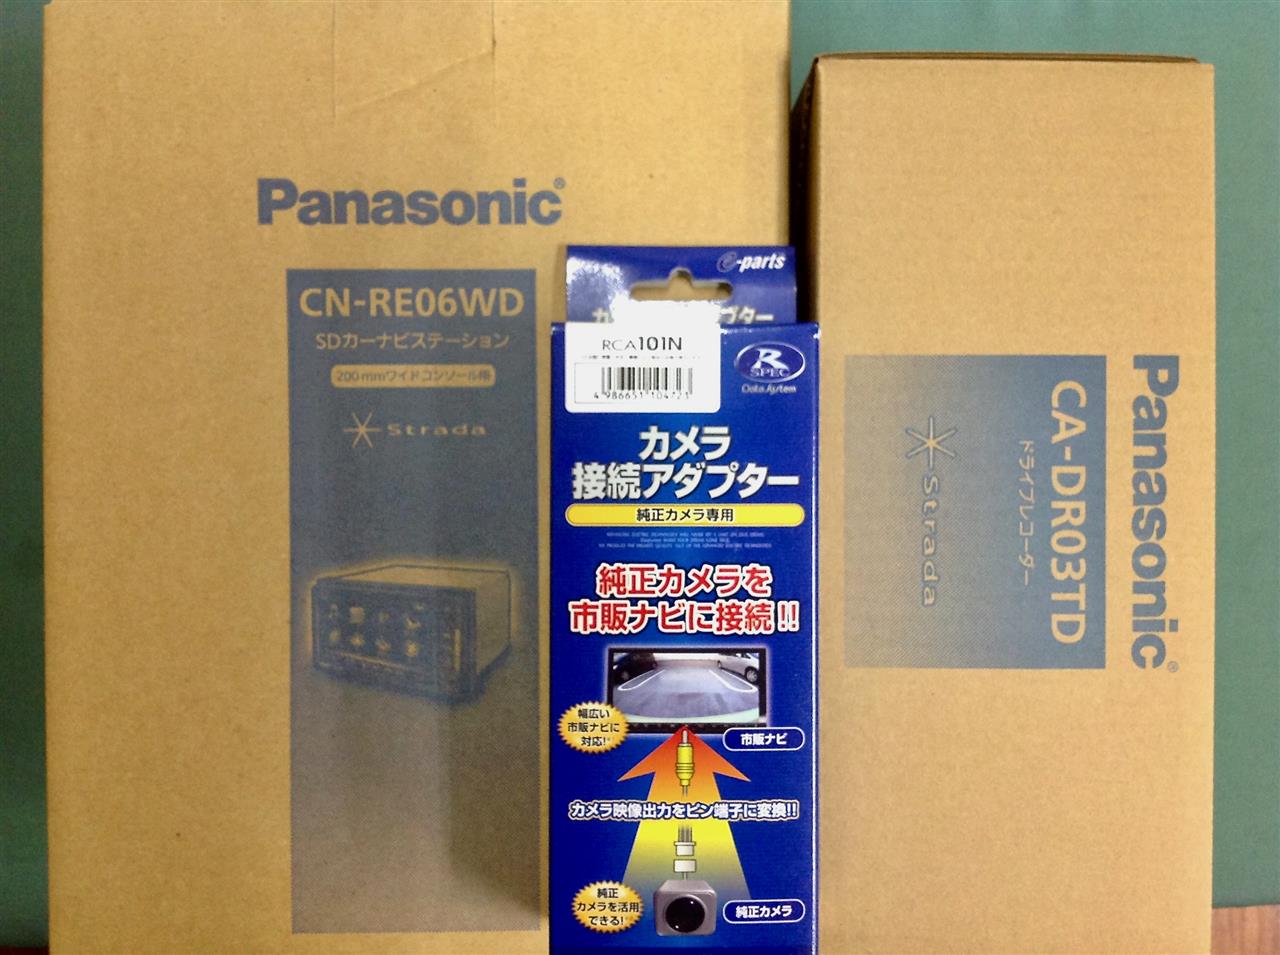 Panasonic®
CN-RE06WD
SDカーナビステーション
200mmワイドコンソール用
Strada
e-parts
RCA101N
4 986651 104723
R
SPEC
Data System
カメラ
接続アダプター
純正カメラ専用
純正カメラを
市販ナビに接続!!
幅広い
市販ナビに
対応!
市販ナビ
カメラ映像出力をピン端子に変換!!
純正
カメラを活用
できる!
純正カメラ
Panasonic®
CA-DR03TD
ドライブレコーダー
Strada